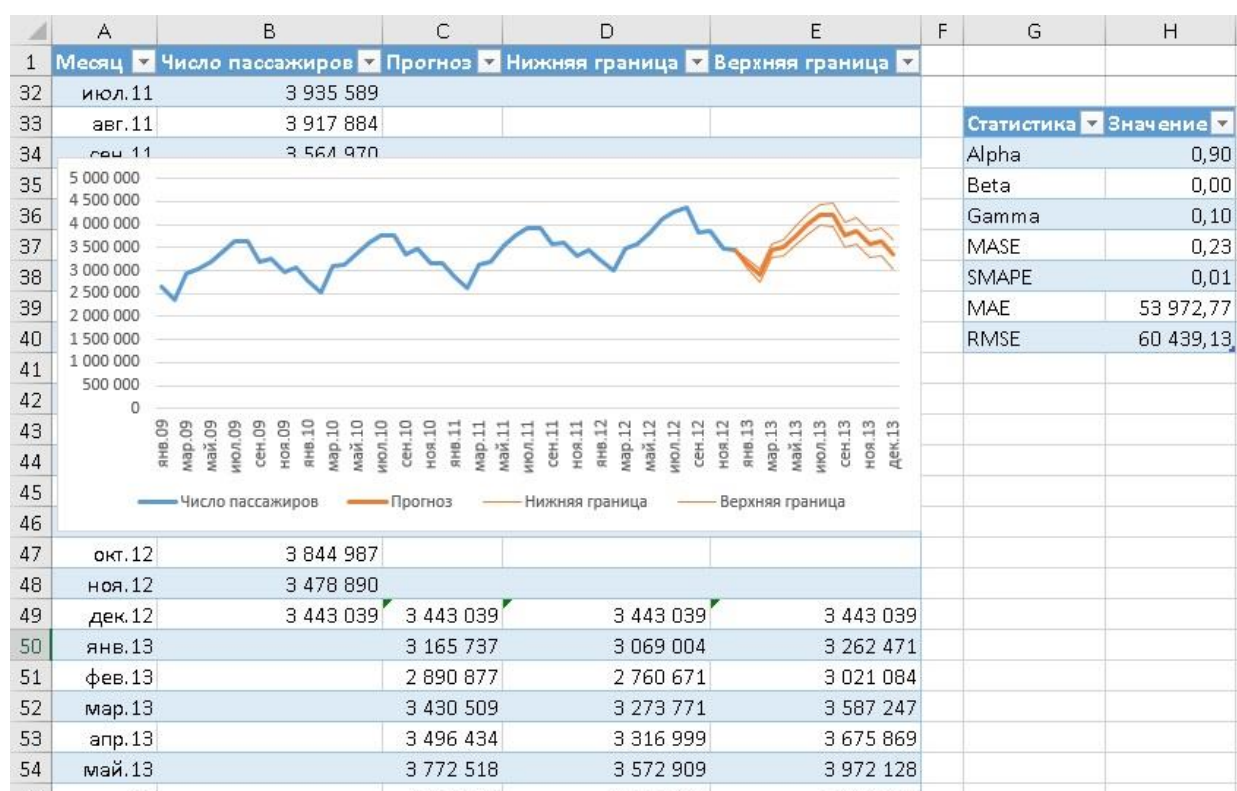 A B C D E F G H
1 Месяц Число пассажиров Прогноз Нижняя граница Верхняя граница
32 июл.11 3 935 589
33 авг.11 3 917 884 Статистика Значение
34 сен.11 3 564 970 Alpha 0,90
35 Beta 0,00
36 Gamma 0,10
37 MASE 0,23
38 SMAPE 0,01
39 MAE 53 972,77
40 RMSE 60 439,13
41
42
43
44
45
46
5 000 000
4 500 000
4 000 000
3 500 000
3 000 000
2 500 000
2 000 000
1 500 000
1 000 000
500 000
0
янв.09 мар.09 май.09 июл.09 сен.09 ноя.09 янв.10 мар.10 май.10 июл.10 сен.10 ноя.10 янв.11 мар.11 май.11 июл.11 сен.11 ноя.11 янв.12 мар.12 май.12 июл.12 сен.12 ноя.12 янв.13 мар.13 май.13 июл.13 сен.13 ноя.13 дек.13
Число пассажиров Прогноз Нижняя граница Верхняя граница
47 окт.12 3 844 987
48 ноя.12 3 478 890
49 дек.12 3 443 039 3 443 039 3 443 039 3 443 039
50 янв.13 3 165 737 3 069 004 3 262 471
51 фев.13 2 890 877 2 760 671 3 021 084
52 мар.13 3 430 509 3 273 771 3 587 247
53 апр.13 3 496 434 3 316 999 3 675 869
54 май.13 3 772 518 3 572 909 3 972 128